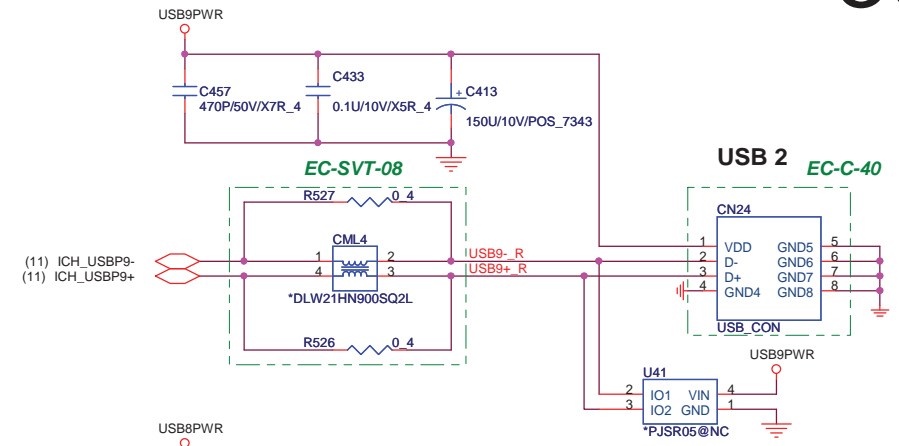 USB9PWR
C457
470P/50V/X7R_4
C433
0.1U/10V/X5R_4
+ C413
150U/10V/POS_7343
EC-SVT-08
USB 2
EC-C-40
R527
0_4
CN24
CML4
(11) ICH_USBP9-
1
2
USB9-_R
(11) ICH_USBP9+
4
3
USB9+_R
*DLW21HN900SQ2L
1 VDD GND5 5
2 D- GND6 6
3 D+ GND7 7
4 GND4 GND8 8
USB_CON
R526
0_4
USB9PWR
U41
2 IO1 VIN 4
3 IO2 GND 1
*PJSR05@NC
USB8PWR